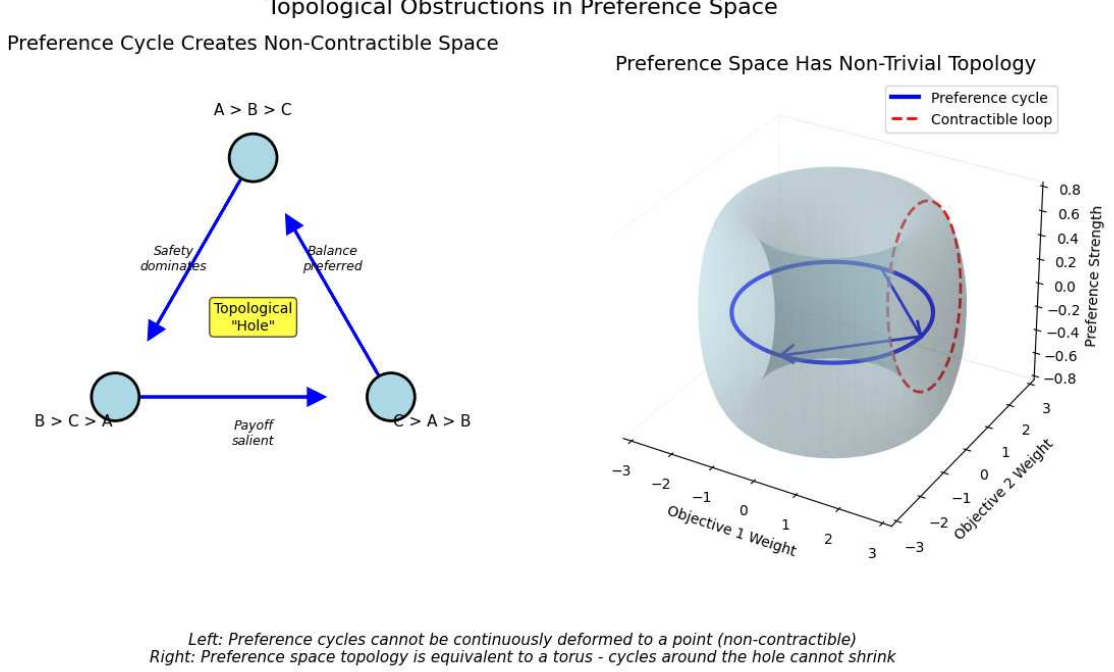 Topological Obstructions in Preference Space
Preference Cycle Creates Non-Contractible Space
A > B > C
Safety
dominates
Balance
preferred
Topological
"Hole"
B > C > A
C > A > B
Payoff
salient
Preference Space Has Non-Trivial Topology
Preference cycle
Contractible loop
0.8
0.6
0.4
0.2
0.0
−0.2
−0.4
−0.6
−0.8
Preference Strength
−3
−2
−1
0
1
2
3
Objective 1 Weight
3
2
1
0
−1
−2
−3
Objective 2 Weight
Left: Preference cycles cannot be continuously deformed to a point (non-contractible)
Right: Preference space topology is equivalent to a torus - cycles around the hole cannot shrink